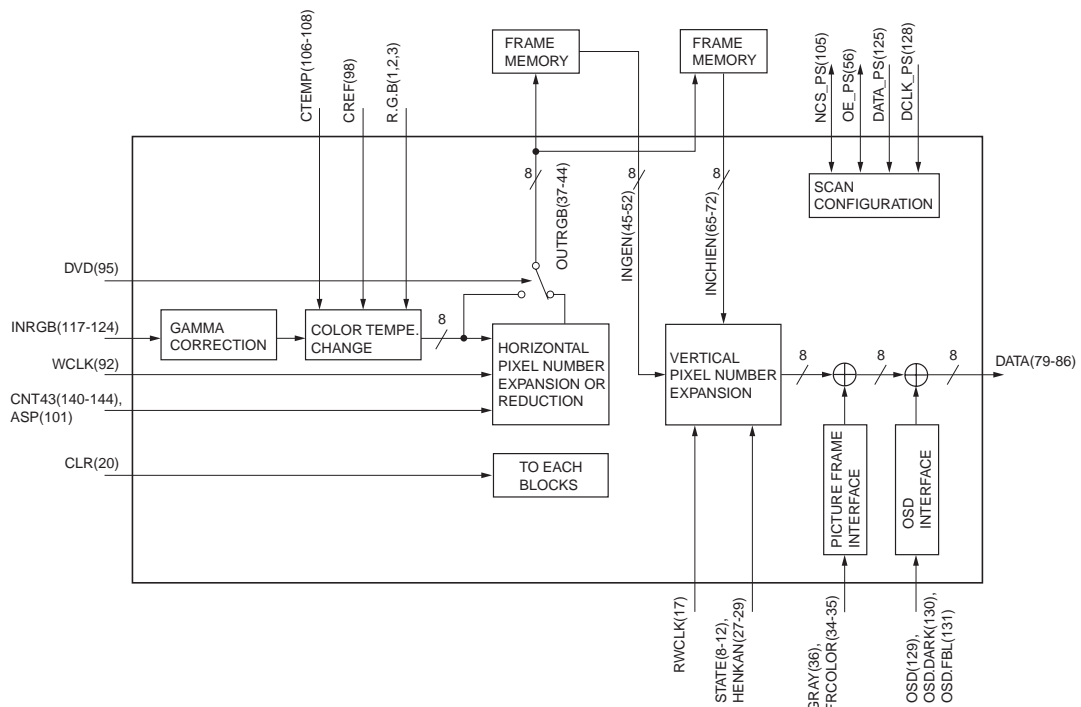 CTEMP(106-108)
CREF(98)
R.G.B(1,2,3)
FRAME
MEMORY
FRAME
MEMORY
NCS_PS(105)
OE_PS(56)
DATA_PS(125)
DCLK_PS(128)
8
OUTRGB(37-44)
8
INGEN(45-52)
8
INCHIEN(65-72)
SCAN
CONFIGURATION
DVD(95)
INRGB(117-124)
GAMMA
CORRECTION
COLOR TEMPE.
CHANGE
8
HORIZONTAL
PIXEL NUMBER
EXPANSION OR
REDUCTION
VERTICAL
PIXEL NUMBER
EXPANSION
8
8
8
DATA(79-86)
WCLK(92)
CNT43(140-144),
ASP(101)
CLR(20)
TO EACH
BLOCKS
PICTURE FRAME
INTERFACE
OSD
INTERFACE
RWCLK(17)
STATE(8-12),
HENKAN(27-29)
GRAY(36),
FRCOLOR(34-35)
OSD(129),
OSD.DARK(130),
OSD.FBL(131)